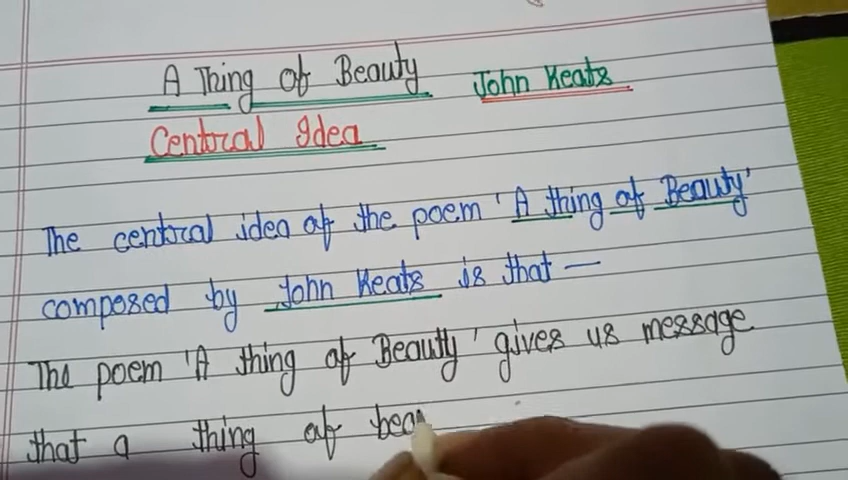 A Thing of Beauty John Keats
Central Idea
The central idea of the poem 'A thing of Beauty'
composed by John Keats is that —
The poem 'A thing of Beauty' gives us message
that a thing of beau